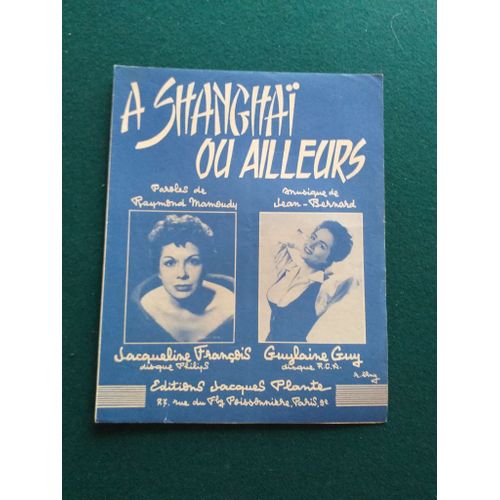 A SHANGHAÏ
OU AILLEURS
Paroles de
Raymond Mamoudy
musique de
Jean-Bernard
Jacqueline François
disque Philips
Guylaine Guy
disque R.C.A.
Editions Jacques Plante
27, rue du Fg Poissonnière, Paris, 9e